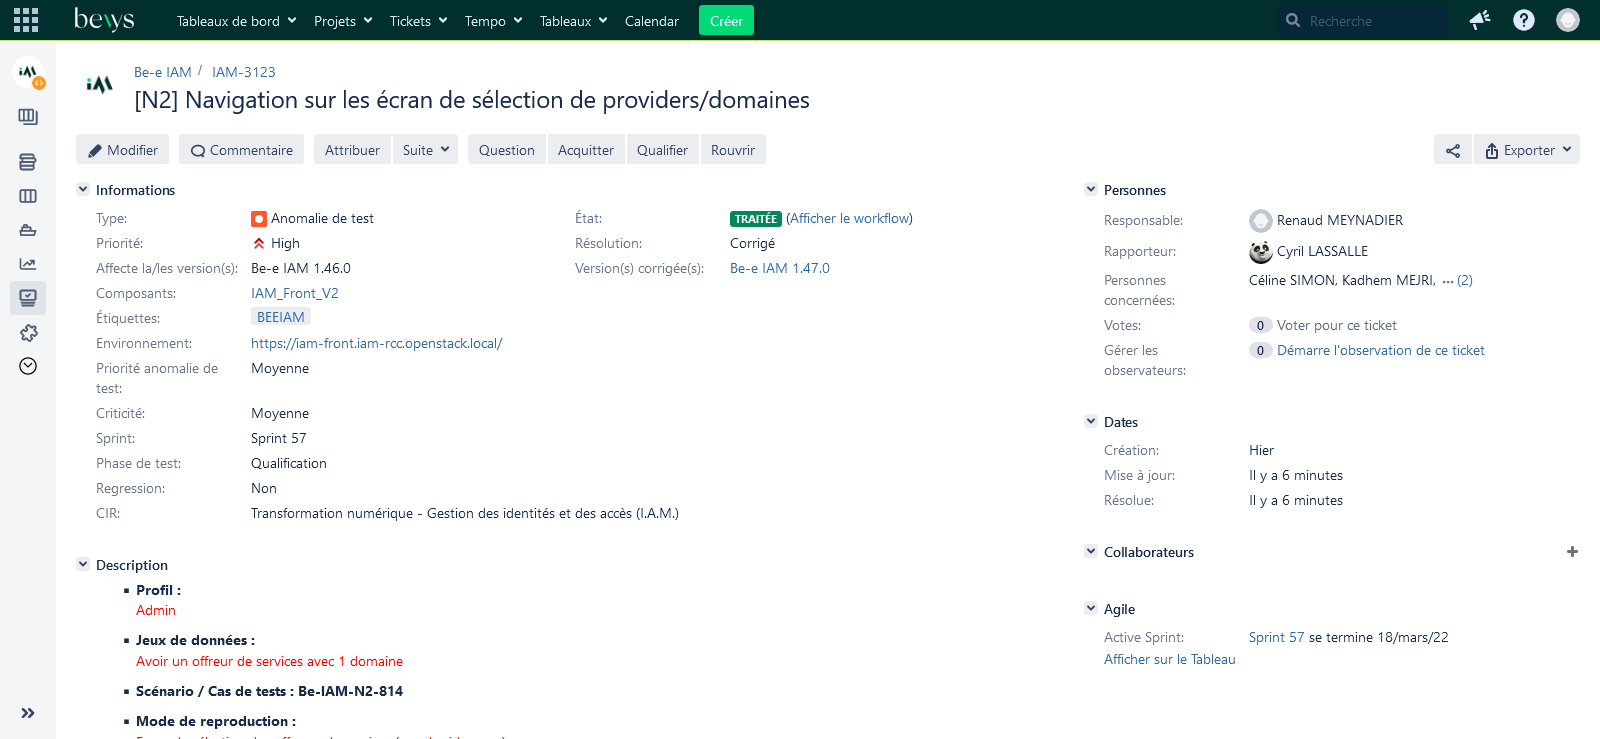 bewys Tableaux de bord Projets Tickets Tempo Tableaux Calendar Créer Recherche
Be-e IAM / IAM-3123
[N2] Navigation sur les écran de sélection de providers/domaines
Modifier Commentaire Attribuer Suite Question Acquitter Qualifier Rouvrir Exporter
Informations
Type: Anomalie de test
État: TRAITÉE (Afficher le workflow)
Priorité: High
Résolution: Corrigé
Affecte la/les version(s): Be-e IAM 1.46.0
Version(s) corrigée(s): Be-e IAM 1.47.0
Composants: IAM_Front_V2
Étiquettes: BEEIAM
Environnement: https://iam-front.iam-rcc.openstack.local/
Priorité anomalie de
test: Moyenne
Criticité: Moyenne
Sprint: Sprint 57
Phase de test: Qualification
Regression: Non
CIR: Transformation numérique - Gestion des identités et des accès (I.A.M.)
Description
Profil :
Admin
Jeux de données :
Avoir un offreur de services avec 1 domaine
Scénario / Cas de tests : Be-IAM-N2-814
Mode de reproduction :
Personnes
Responsable: Renaud MEYNADIER
Rapporteur: Cyril LASSALLE
Personnes
concernées: Céline SIMON, Kadhem MEJRI, ••• (2)
Votes: 0 Voter pour ce ticket
Gérer les
observateurs: 0 Démarre l'observation de ce ticket
Dates
Création: Hier
Mise à jour: Il y a 6 minutes
Résolue: Il y a 6 minutes
Collaborateurs
Agile
Active Sprint: Sprint 57 se termine 18/mars/22
Afficher sur le Tableau